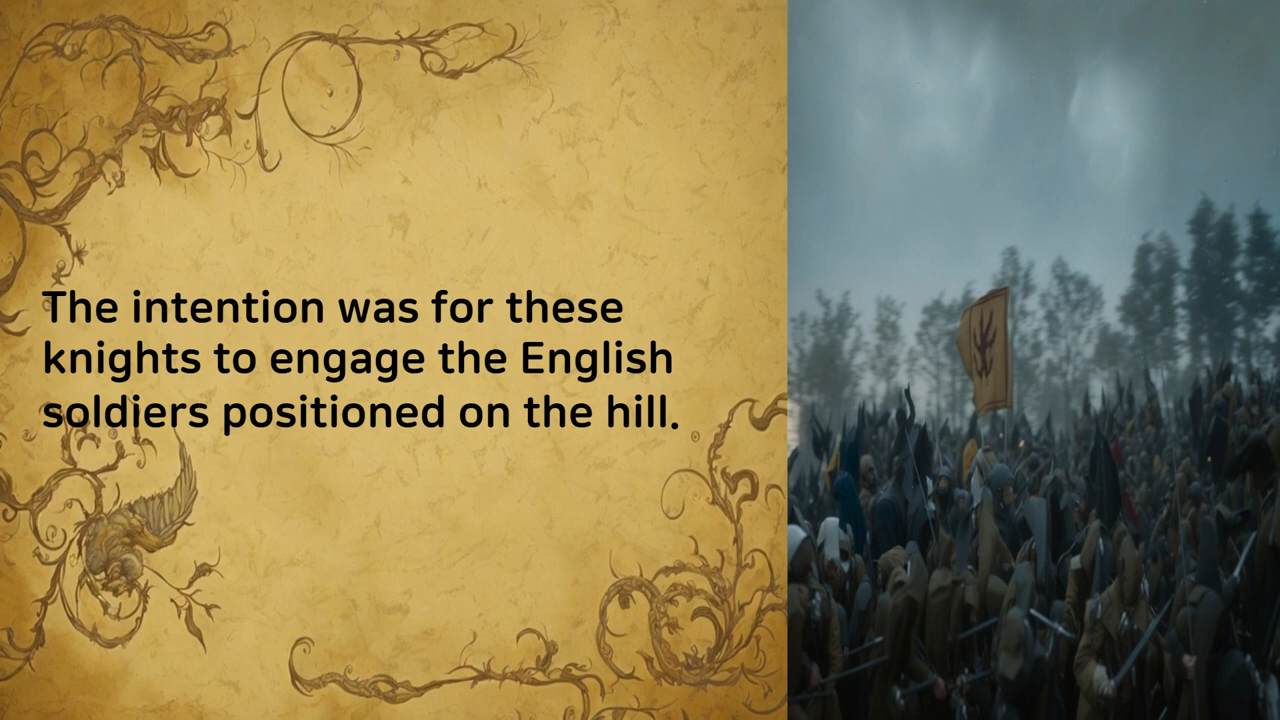 The intention was for these
knights to engage the English
soldiers positioned on the hill.